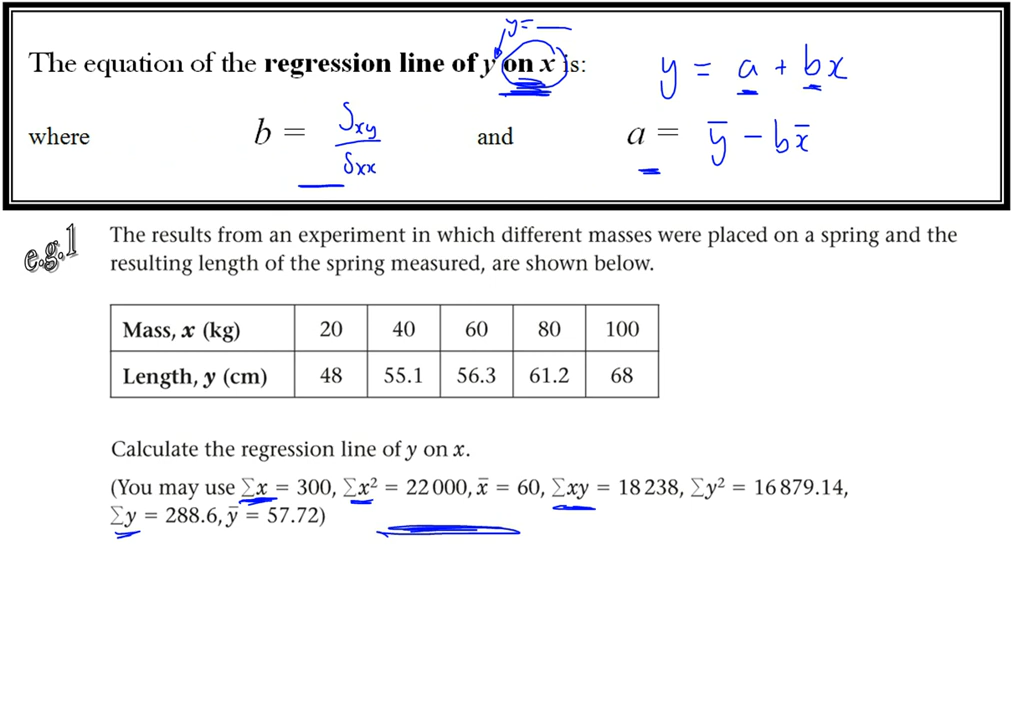 y = __
The equation of the regression line of y on x is: y = a + bx
where b = Sxy / Sxx and a = ȳ − bx̄
e.g.1 The results from an experiment in which different masses were placed on a spring and the
resulting length of the spring measured, are shown below.
Mass, x (kg) 20 40 60 80 100
Length, y (cm) 48 55.1 56.3 61.2 68
Calculate the regression line of y on x.
(You may use ∑x = 300, ∑x² = 22 000, x̄ = 60, ∑xy = 18 238, ∑y² = 16 879.14,
∑y = 288.6, ȳ = 57.72)